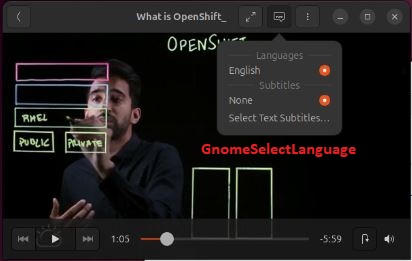 What is OpenShift_
OPENSHIFT
Languages
English
Subtitles
None
Select Text Subtitles...
RHEL
PUBLIC PRIVATE
GnomeSelectLanguage
1:05 -5:59